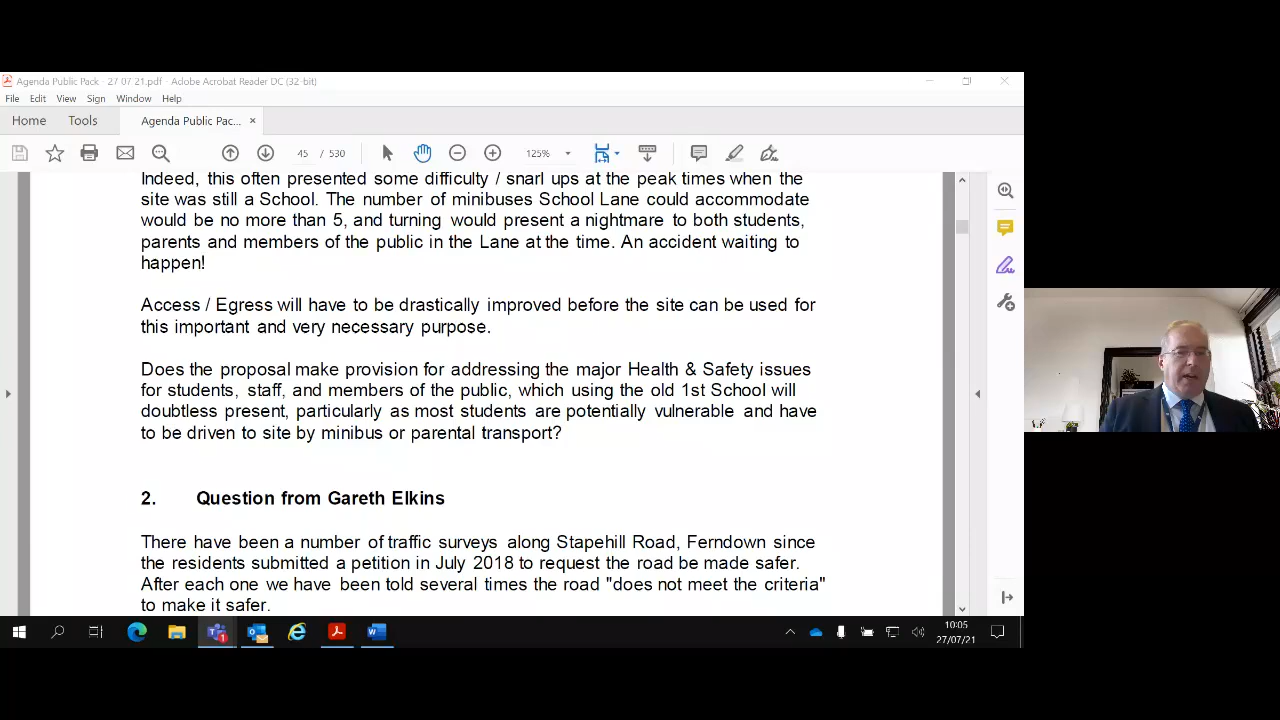 Agenda Public Pack - 27 07 21.pdf - Adobe Acrobat Reader DC (32-bit)
File Edit View Sign Window Help
Home Tools Agenda Public Pac... ×
45 / 530 125%
Indeed, this often presented some difficulty / snarl ups at the peak times when the
site was still a School. The number of minibuses School Lane could accommodate
would be no more than 5, and turning would present a nightmare to both students,
parents and members of the public in the Lane at the time. An accident waiting to
happen!
Access / Egress will have to be drastically improved before the site can be used for
this important and very necessary purpose.
Does the proposal make provision for addressing the major Health & Safety issues
for students, staff, and members of the public, which using the old 1st School will
doubtless present, particularly as most students are potentially vulnerable and have
to be driven to site by minibus or parental transport?
2. Question from Gareth Elkins
There have been a number of traffic surveys along Stapehill Road, Ferndown since
the residents submitted a petition in July 2018 to request the road be made safer.
After each one we have been told several times the road "does not meet the criteria"
to make it safer.
10:05
27/07/21